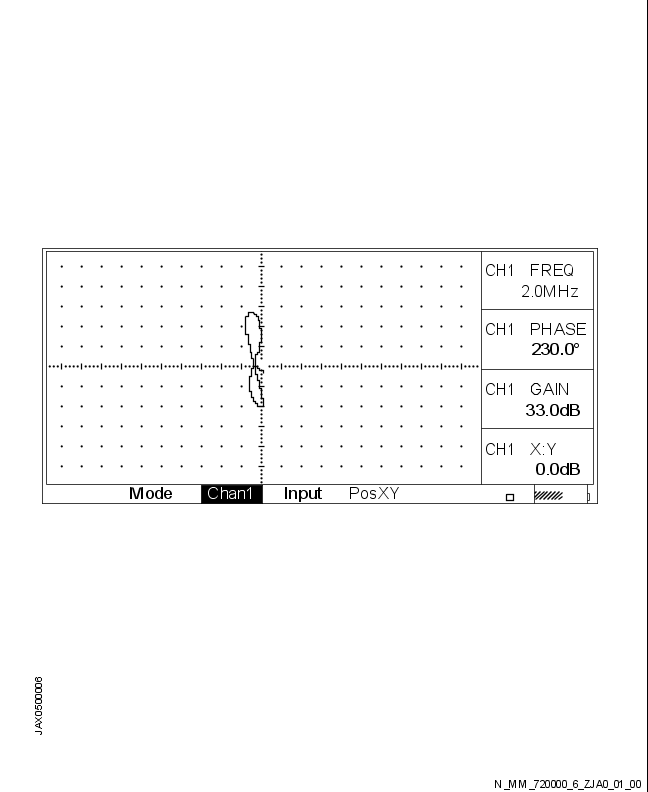 CH1 FREQ
2.0MHz
CH1 PHASE
230.0°
CH1 GAIN
33.0dB
CH1 X:Y
0.0dB
Mode Chan1 Input PosXY
JAX0500006
N_MM_720000_6_ZJA0_01_00